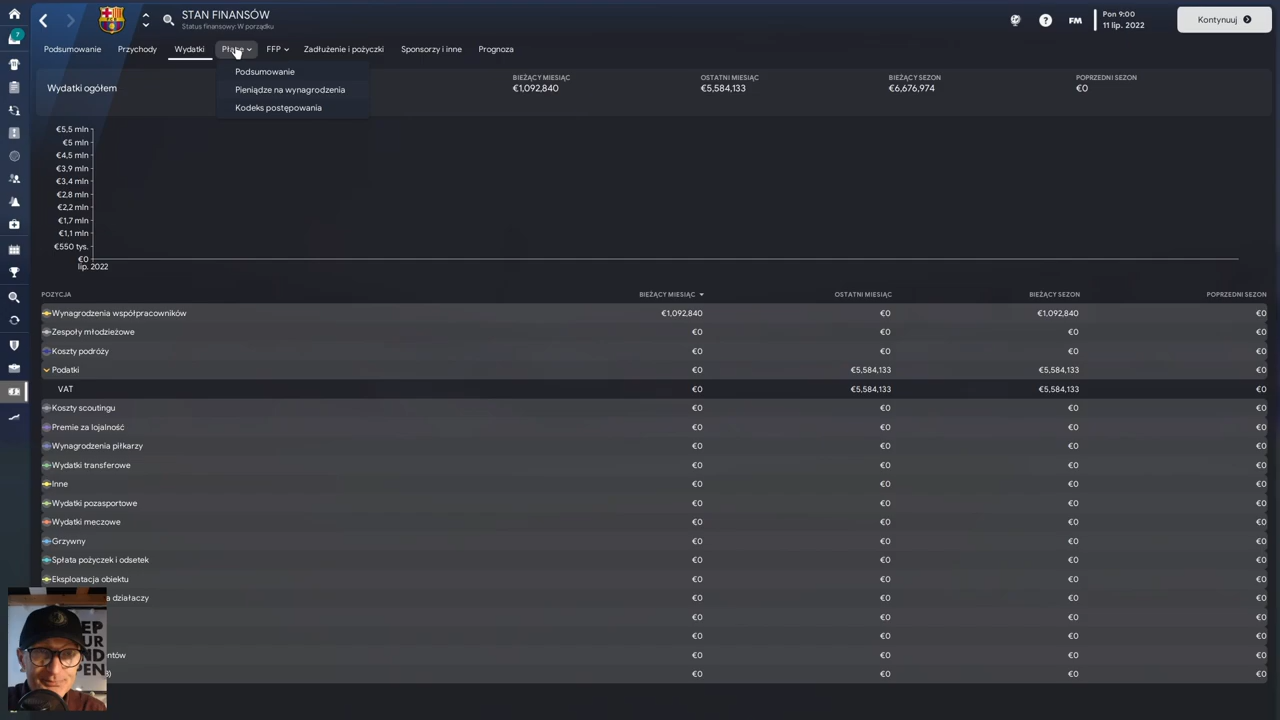 STAN FINANSÓW
Status finansowy: W porządku
7
FM
Pon 9:00
11 lip. 2022
Kontynuuj
Podsumowanie
Przychody
Wydatki
FFP
Zadłużenie i pożyczki
Sponsorzy i inne
Prognoza
Podsumowanie
Pieniądze na wynagrodzenia
Kodeks postępowania
Wydatki ogółem
BIEŻĄCY MIESIĄC
€1,092,840
OSTATNI MIESIĄC
€5,584,133
BIEŻĄCY SEZON
€6,676,974
POPRZEDNI SEZON
€0
€5,5 mln
€5 mln
€4,5 mln
€3,9 mln
€3,4 mln
€2,8 mln
€2,2 mln
€1,7 mln
€1,1 mln
€550 tys.
€0
lip. 2022
POZYCJA BIEŻĄCY MIESIĄC OSTATNI MIESIĄC BIEŻĄCY SEZON POPRZEDNI SEZON
Wynagrodzenia współpracowników €1,092,840 €0 €1,092,840 €0
Zespoły młodzieżowe €0 €0 €0 €0
Koszty podróży €0 €0 €0 €0
Podatki €0 €5,584,133 €5,584,133 €0
VAT €0 €5,584,133 €5,584,133 €0
Koszty scoutingu €0 €0 €0 €0
Premie za lojalność €0 €0 €0 €0
Wynagrodzenia piłkarzy €0 €0 €0 €0
Wydatki transferowe €0 €0 €0 €0
Inne €0 €0 €0 €0
Wydatki pozasportowe €0 €0 €0 €0
Wydatki meczowe €0 €0 €0 €0
Grzywny €0 €0 €0 €0
Spłata pożyczek i odsetek €0 €0 €0 €0
Eksploatacja obiektu €0 €0 €0 €0
a działaczy €0 €0 €0 €0
€0 €0 €0 €0
€0 €0 €0 €0
entów €0 €0 €0 €0
€0 €0 €0 €0
EP
UR
ND
PEN